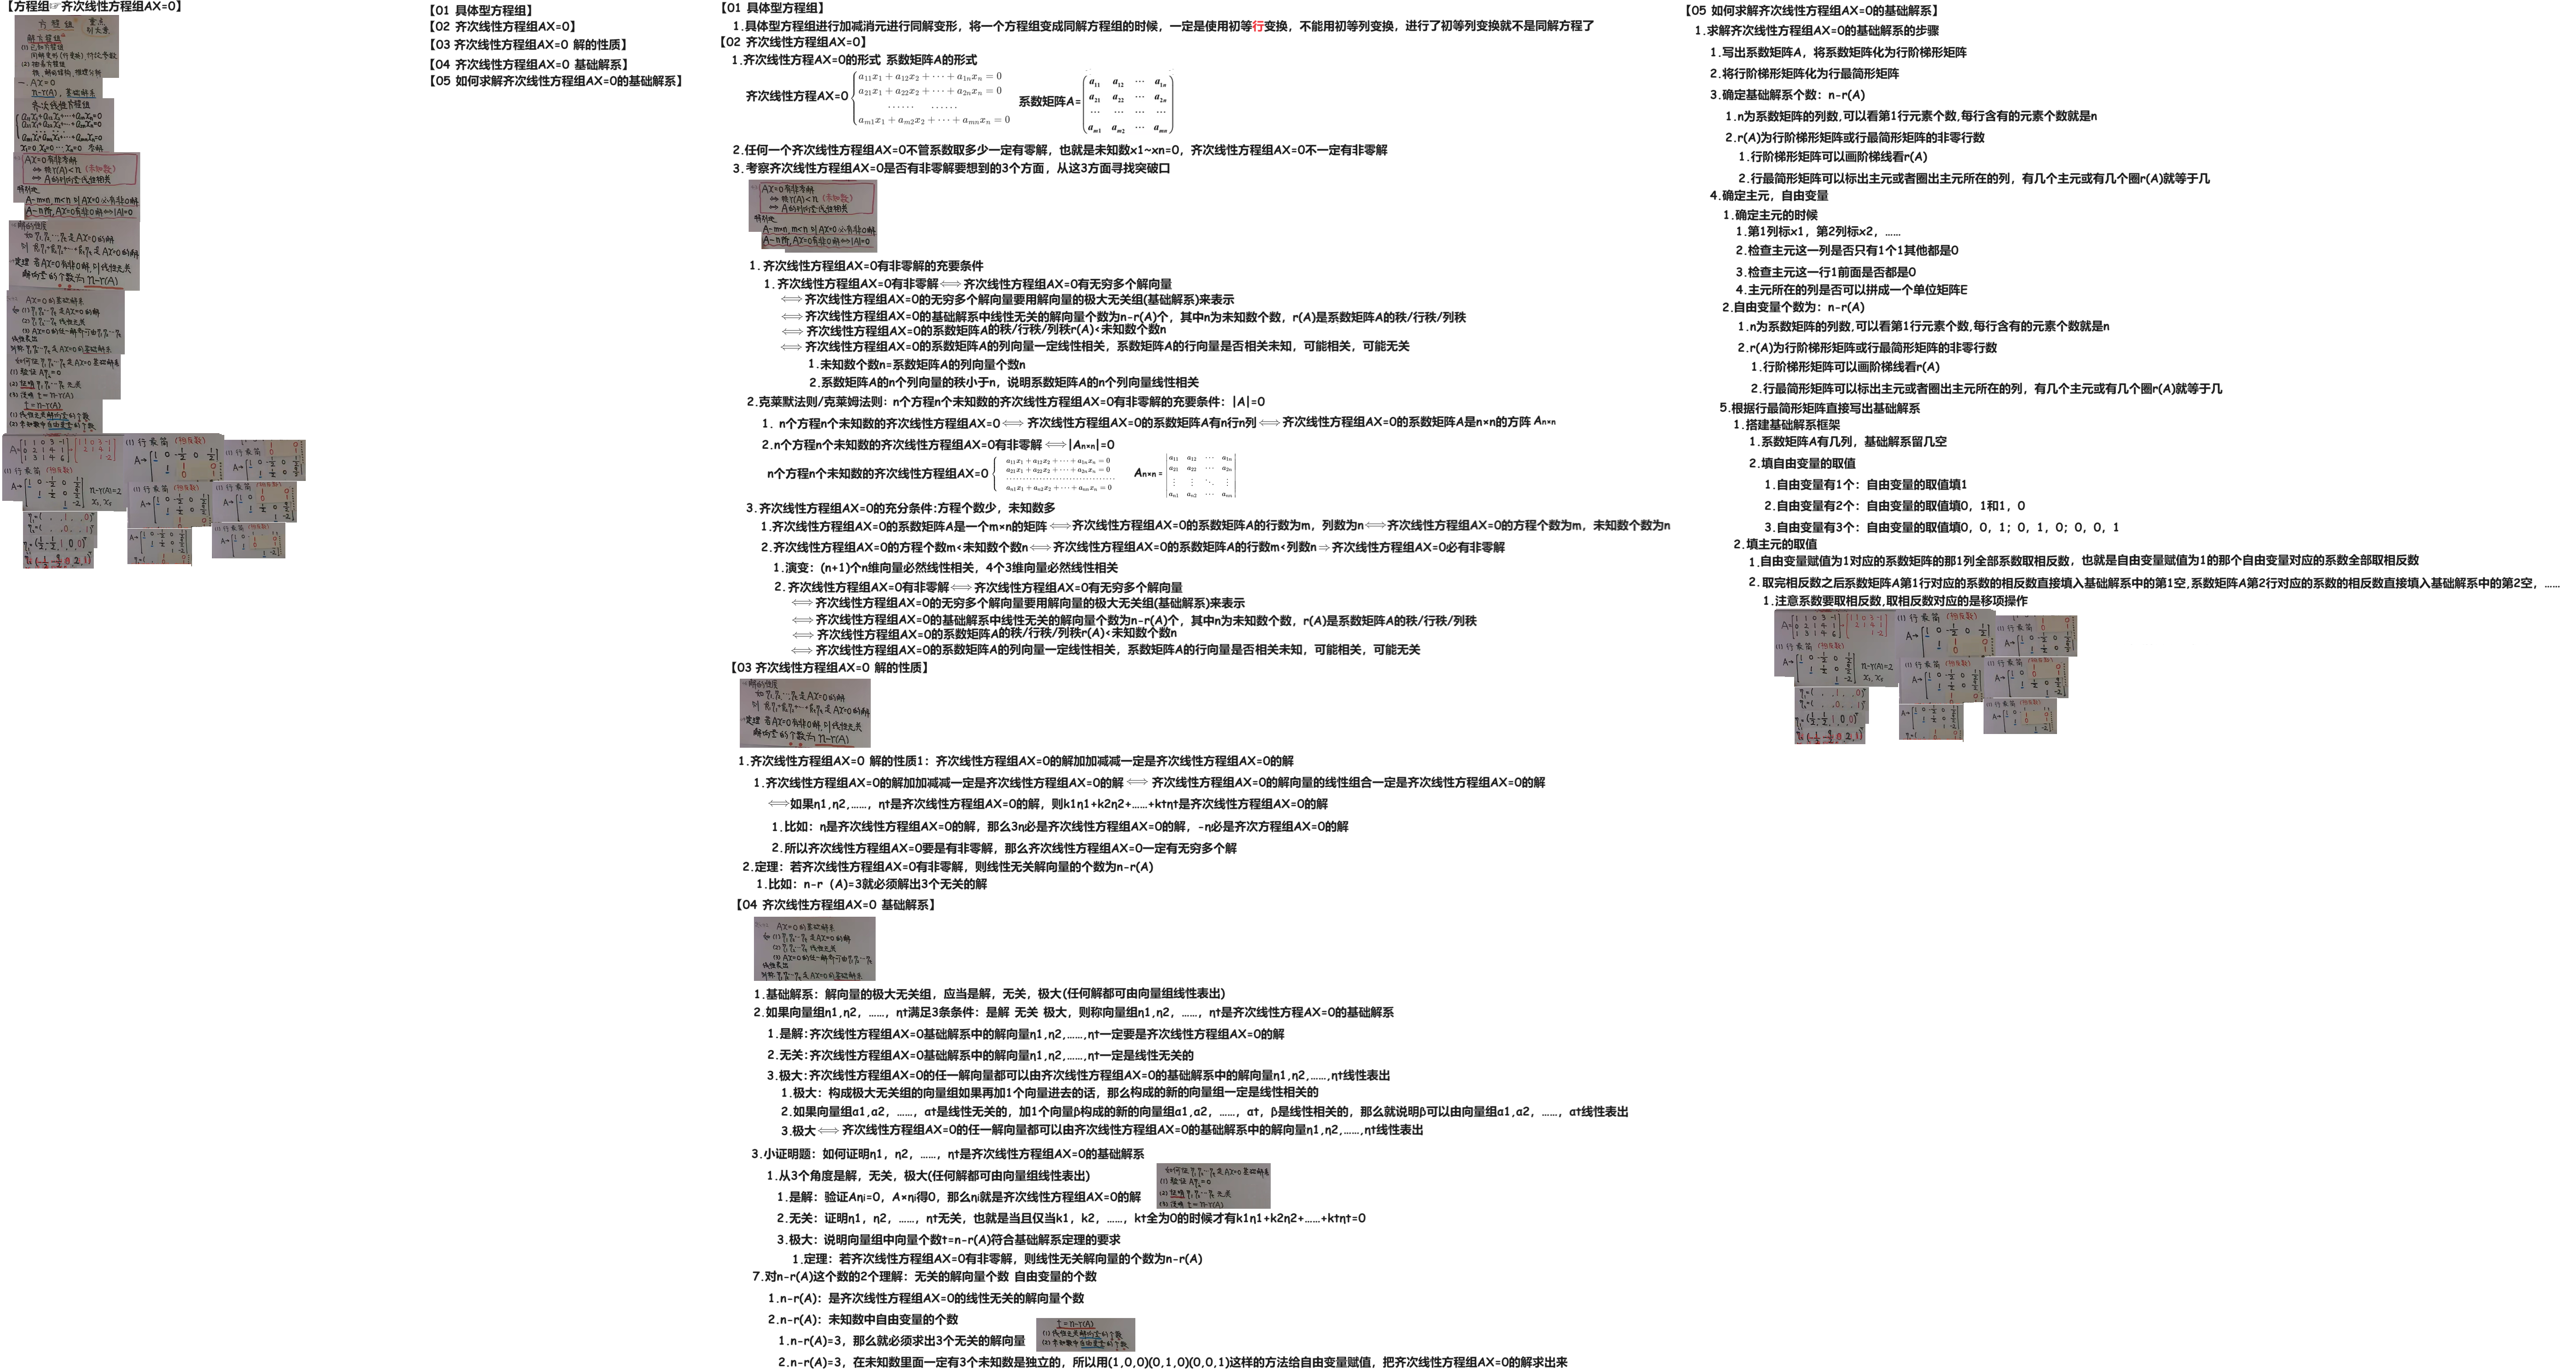 【方程组☞齐次线性方程组AX=0】
方程组 重点
解方程组
一. AX=0
n-r(A), 基础解系
齐次线性方程组
AX=0有非零解
⇔ 秩r(A)<n (未知数)
⇔ A的列向量线性相关
特别地
A-m×n, m<n 则AX=0必有非0解
A-n阶, AX=0有非0解⇔|A|=0
【01 具体型方程组】
【02 齐次线性方程组AX=0】
【03 齐次线性方程组AX=0 解的性质】
【04 齐次线性方程组AX=0 基础解系】
【05 如何求解齐次线性方程组AX=0的基础解系】
【01 具体型方程组】
1.具体型方程组进行加减消元进行同解变形，将一个方程组变成同解方程组的时候，一定是使用初等行变换，不能用初等列变换，进行了初等列变换就不是同解方程了
【02 齐次线性方程组AX=0】
1.齐次线性方程AX=0的形式 系数矩阵A的形式
齐次线性方程AX=0 { a11x1 + a12x2 + ⋯ + a1nxn = 0
a21x1 + a22x2 + ⋯ + a2nxn = 0
⋯⋯ ⋯⋯
am1x1 + am2x2 + ⋯ + amnxn = 0
系数矩阵A=
a11 a12 ⋯ a1n
a21 a22 ⋯ a2n
⋯ ⋯ ⋯ ⋯
am1 am2 ⋯ amn
2.任何一个齐次线性方程组AX=0不管系数取多少一定有零解，也就是未知数x1~xn=0，齐次线性方程组AX=0不一定有非零解
3.考察齐次线性方程组AX=0是否有非零解要想到的3个方面，从这3方面寻找突破口
AX=0有非零解
⇔ 秩r(A)<n (未知数)
⇔ A的列向量线性相关
特别地
A-m×n, m<n 则AX=0必有非0解
A-n阶, AX=0有非0解⇔|A|=0
1.齐次线性方程组AX=0有非零解的充要条件
1.齐次线性方程组AX=0有非零解⟺齐次线性方程组AX=0有无穷多个解向量
⟺齐次线性方程组AX=0的无穷多个解向量要用解向量的极大无关组(基础解系)来表示
⟺齐次线性方程组AX=0的基础解系中线性无关的解向量个数为n-r(A)个，其中n为未知数个数，r(A)是系数矩阵A的秩/行秩/列秩
⟺齐次线性方程组AX=0的系数矩阵A的秩/行秩/列秩r(A)<未知数个数n
⟺齐次线性方程组AX=0的系数矩阵A的列向量一定线性相关，系数矩阵A的行向量是否相关未知，可能相关，可能无关
1.未知数个数n=系数矩阵A的列向量个数n
2.系数矩阵A的n个列向量的秩小于n，说明系数矩阵A的n个列向量线性相关
2.克莱默法则/克莱姆法则：n个方程n个未知数的齐次线性方程组AX=0有非零解的充要条件：|A|=0
1. n个方程n个未知数的齐次线性方程组AX=0⟺齐次线性方程组AX=0的系数矩阵A有n行n列⟺齐次线性方程组AX=0的系数矩阵A是n×n的方阵 An×n
2.n个方程n个未知数的齐次线性方程组AX=0有非零解⟺|An×n|=0
n个方程n个未知数的齐次线性方程组AX=0 { a11x1 + a12x2 + ⋯ + a1nxn = 0
a21x1 + a22x2 + ⋯ + a2nxn = 0
⋯⋯⋯⋯⋯⋯⋯⋯
an1x1 + an2x2 + ⋯ + annxn = 0
An×n =
a11 a12 ⋯ a1n
a21 a22 ⋯ a2n
⋮ ⋮ ⋱ ⋮
an1 an2 ⋯ ann
3.齐次线性方程组AX=0的充分条件:方程个数少，未知数多
1.齐次线性方程组AX=0的系数矩阵A是一个m×n的矩阵⟺齐次线性方程组AX=0的系数矩阵A的行数为m，列数为n⟺齐次线性方程组AX=0的方程个数为m，未知数个数为n
2.齐次线性方程组AX=0的方程个数m<未知数个数n⟺齐次线性方程组AX=0的系数矩阵A的行数m<列数n⇒齐次线性方程组AX=0必有非零解
1.演变：(n+1)个n维向量必然线性相关，4个3维向量必然线性相关
2.齐次线性方程组AX=0有非零解⟺齐次线性方程组AX=0有无穷多个解向量
⟺齐次线性方程组AX=0的无穷多个解向量要用解向量的极大无关组(基础解系)来表示
⟺齐次线性方程组AX=0的基础解系中线性无关的解向量个数为n-r(A)个，其中n为未知数个数，r(A)是系数矩阵A的秩/行秩/列秩
⟺齐次线性方程组AX=0的系数矩阵A的秩/行秩/列秩r(A)<未知数个数n
⟺齐次线性方程组AX=0的系数矩阵A的列向量一定线性相关，系数矩阵A的行向量是否相关未知，可能相关，可能无关
【03 齐次线性方程组AX=0 解的性质】
1.齐次线性方程组AX=0 解的性质1：齐次线性方程组AX=0的解加加减减一定是齐次线性方程组AX=0的解
1.齐次线性方程组AX=0的解加加减减一定是齐次线性方程组AX=0的解⟺齐次线性方程组AX=0的解向量的线性组合一定是齐次线性方程组AX=0的解
⟺如果η1,η2,……，ηt是齐次线性方程组AX=0的解，则k1η1+k2η2+……+ktηt是齐次线性方程组AX=0的解
1.比如：η是齐次线性方程组AX=0的解，那么3η必是齐次线性方程组AX=0的解，-η必是齐次方程组AX=0的解
2.所以齐次线性方程组AX=0要是有非零解，那么齐次线性方程组AX=0一定有无穷多个解
2.定理：若齐次线性方程组AX=0有非零解，则线性无关解向量的个数为n-r(A)
1.比如：n-r（A)=3就必须解出3个无关的解
【04 齐次线性方程组AX=0 基础解系】
1.基础解系：解向量的极大无关组，应当是解，无关，极大(任何解都可由向量组线性表出)
2.如果向量组η1,η2，……，ηt满足3条条件：是解 无关 极大，则称向量组η1,η2，……，ηt是齐次线性方程AX=0的基础解系
1.是解:齐次线性方程组AX=0基础解系中的解向量η1,η2,……,ηt一定要是齐次线性方程组AX=0的解
2.无关:齐次线性方程组AX=0基础解系中的解向量η1,η2,……,ηt一定是线性无关的
3.极大:齐次线性方程组AX=0的任一解向量都可以由齐次线性方程组AX=0的基础解系中的解向量η1,η2,……,ηt线性表出
1.极大：构成极大无关组的向量组如果再加1个向量进去的话，那么构成的新的向量组一定是线性相关的
2.如果向量组α1,α2，……，αt是线性无关的，加1个向量β构成的新的向量组α1,α2，……，αt，β是线性相关的，那么就说明β可以由向量组α1,α2，……，αt线性表出
3.极大⟺齐次线性方程组AX=0的任一解向量都可以由齐次线性方程组AX=0的基础解系中的解向量η1,η2,……,ηt线性表出
3.小证明题：如何证明η1，η2，……，ηt是齐次线性方程组AX=0的基础解系
1.从3个角度是解，无关，极大(任何解都可由向量组线性表出)
1.是解：验证Aηi=0，A×ηi得0，那么ηi就是齐次线性方程组AX=0的解
2.无关：证明η1，η2，……，ηt无关，也就是当且仅当k1，k2，……，kt全为0的时候才有k1η1+k2η2+……+ktηt=0
3.极大：说明向量组中向量个数t=n-r(A)符合基础解系定理的要求
1.定理：若齐次线性方程组AX=0有非零解，则线性无关解向量的个数为n-r(A)
7.对n-r(A)这个数的2个理解：无关的解向量个数 自由变量的个数
1.n-r(A)：是齐次线性方程组AX=0的线性无关的解向量个数
2.n-r(A)：未知数中自由变量的个数
1.n-r(A)=3，那么就必须求出3个无关的解向量
2.n-r(A)=3，在未知数里面一定有3个未知数是独立的，所以用(1,0,0)(0,1,0)(0,0,1)这样的方法给自由变量赋值，把齐次线性方程组AX=0的解求出来
【05 如何求解齐次线性方程组AX=0的基础解系】
1.求解齐次线性方程组AX=0的基础解系的步骤
1.写出系数矩阵A，将系数矩阵化为行阶梯形矩阵
2.将行阶梯形矩阵化为行最简形矩阵
3.确定基础解系个数：n-r(A)
1.n为系数矩阵的列数,可以看第1行元素个数,每行含有的元素个数就是n
2.r(A)为行阶梯形矩阵或行最简形矩阵的非零行数
1.行阶梯形矩阵可以画阶梯线看r(A)
2.行最简形矩阵可以标出主元或者圈出主元所在的列，有几个主元或有几个圈r(A)就等于几
4.确定主元，自由变量
1.确定主元的时候
1.第1列标x1，第2列标x2，……
2.检查主元这一列是否只有1个1其他都是0
3.检查主元这一行1前面是否都是0
4.主元所在的列是否可以拼成一个单位矩阵E
2.自由变量个数为：n-r(A)
1.n为系数矩阵的列数,可以看第1行元素个数,每行含有的元素个数就是n
2.r(A)为行阶梯形矩阵或行最简形矩阵的非零行数
1.行阶梯形矩阵可以画阶梯线看r(A)
2.行最简形矩阵可以标出主元或者圈出主元所在的列，有几个主元或有几个圈r(A)就等于几
5.根据行最简形矩阵直接写出基础解系
1.搭建基础解系框架
1.系数矩阵A有几列，基础解系留几空
2.填自由变量的取值
1.自由变量有1个：自由变量的取值填1
2.自由变量有2个：自由变量的取值填0，1和1，0
3.自由变量有3个：自由变量的取值填0，0，1；0，1，0；0，0，1
2.填主元的取值
1.自由变量赋值为1对应的系数矩阵的那1列全部系数取相反数，也就是自由变量赋值为1的那个自由变量对应的系数全部取相反数
2.取完相反数之后系数矩阵A第1行对应的系数的相反数直接填入基础解系中的第1空,系数矩阵A第2行对应的系数的相反数直接填入基础解系中的第2空，……
1.注意系数要取相反数,取相反数对应的是移项操作